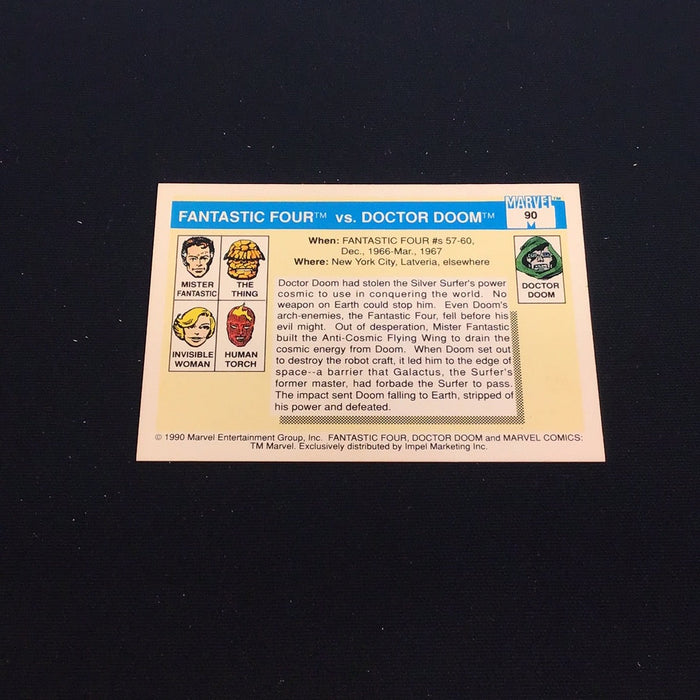 FANTASTIC FOUR™ vs. DOCTOR DOOM™
MARVEL™
90
When: FANTASTIC FOUR #s 57-60,
Dec., 1966-Mar., 1967
Where: New York City, Latveria, elsewhere
MISTER
FANTASTIC
THE
THING
INVISIBLE
WOMAN
HUMAN
TORCH
DOCTOR
DOOM
Doctor Doom had stolen the Silver Surfer's power
cosmic to use in conquering the world. No
weapon on Earth could stop him. Even Doom's
arch-enemies, the Fantastic Four, fell before his
evil might. Out of desperation, Mister Fantastic
built the Anti-Cosmic Flying Wing to drain the
cosmic energy from Doom. When Doom set out
to destroy the robot craft, it led him to the edge of
space--a barrier that Galactus, the Surfer's
former master, had forbade the Surfer to pass.
The impact sent Doom falling to Earth, stripped of
his power and defeated.
© 1990 Marvel Entertainment Group, Inc. FANTASTIC FOUR, DOCTOR DOOM and MARVEL COMICS:
TM Marvel. Exclusively distributed by Impel Marketing Inc.